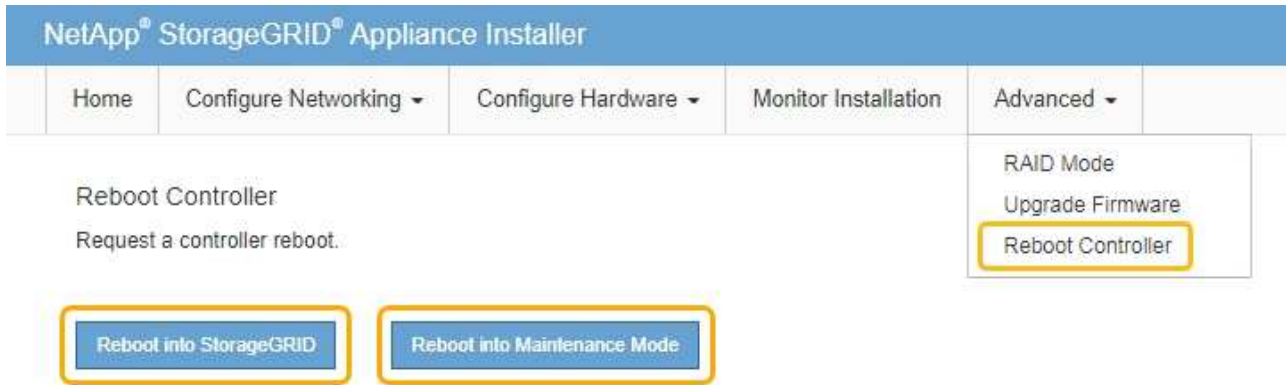 NetApp® StorageGRID® Appliance Installer
Home Configure Networking Configure Hardware Monitor Installation Advanced
RAID Mode
Upgrade Firmware
Reboot Controller
Reboot Controller
Request a controller reboot.
Reboot into StorageGRID Reboot into Maintenance Mode